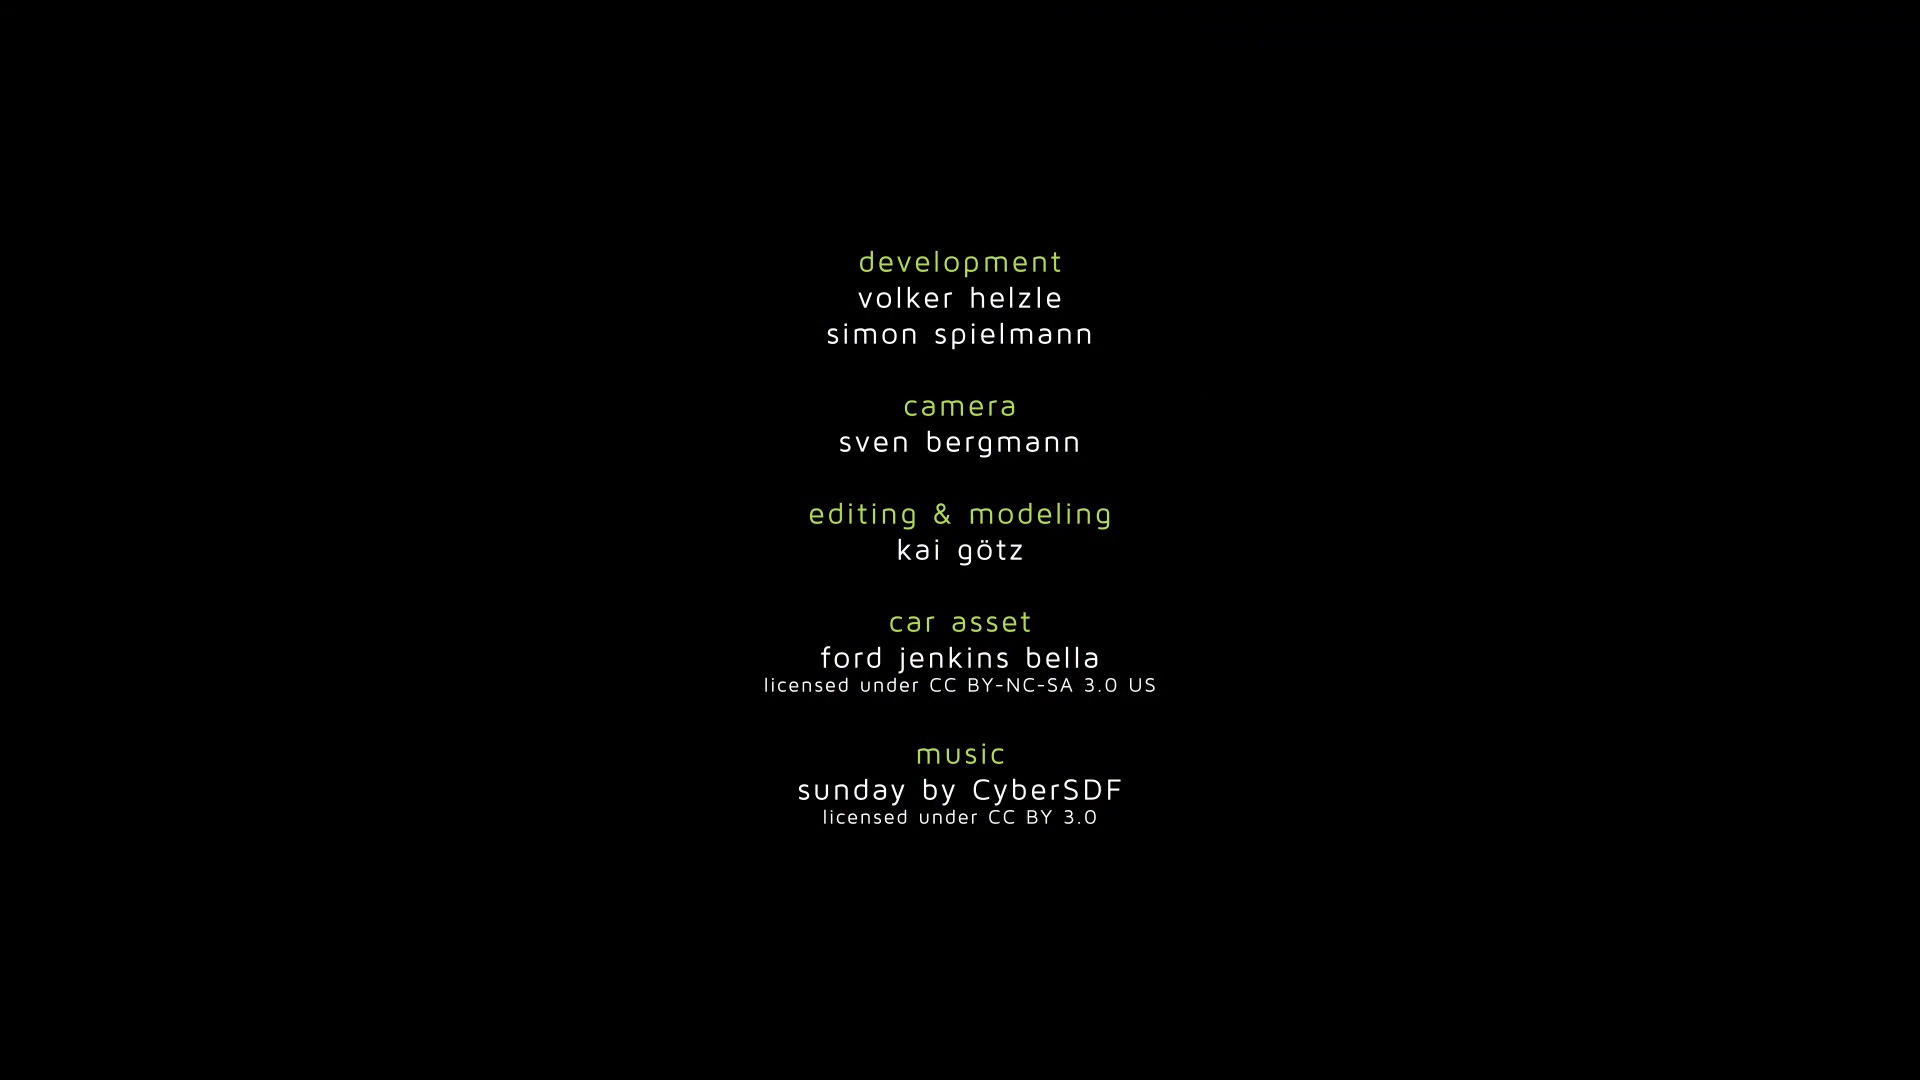 development
volker helzle
simon spielmann
camera
sven bergmann
editing & modeling
kai götz
car asset
ford jenkins bella
licensed under CC BY-NC-SA 3.0 US
music
sunday by CyberSDF
licensed under CC BY 3.0